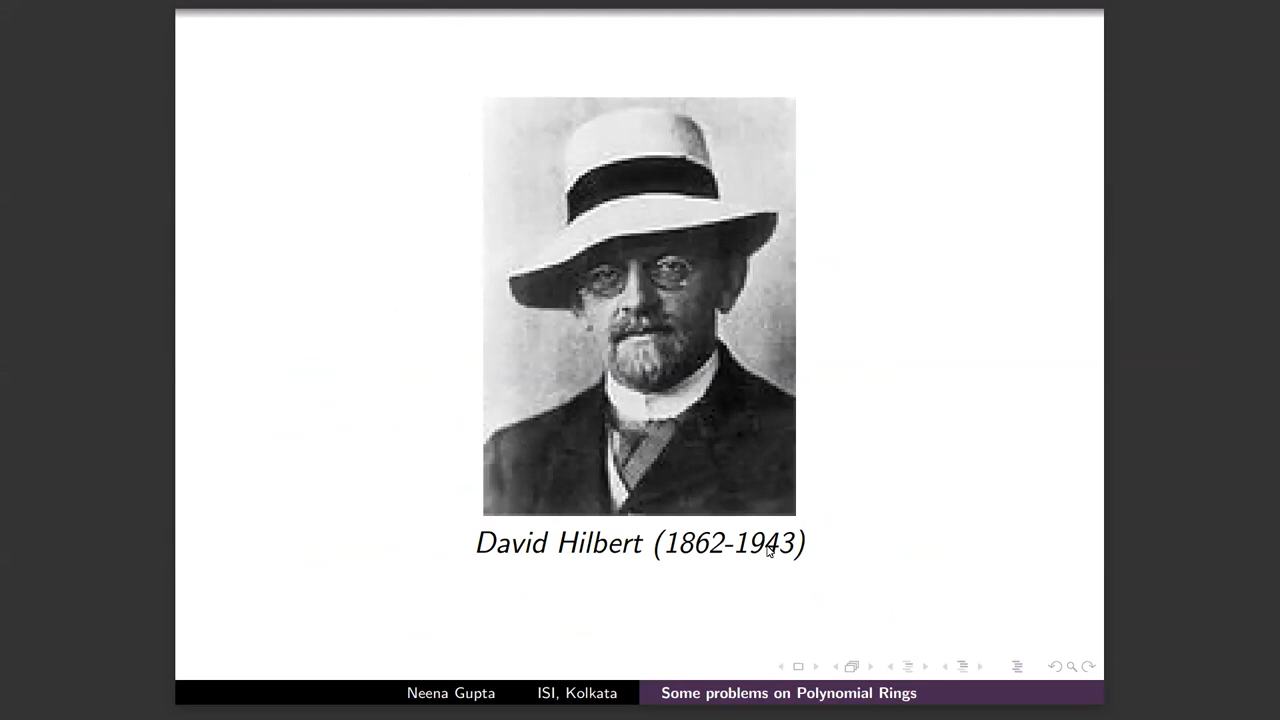 David Hilbert (1862-1943)
Neena Gupta ISI, Kolkata Some problems on Polynomial Rings